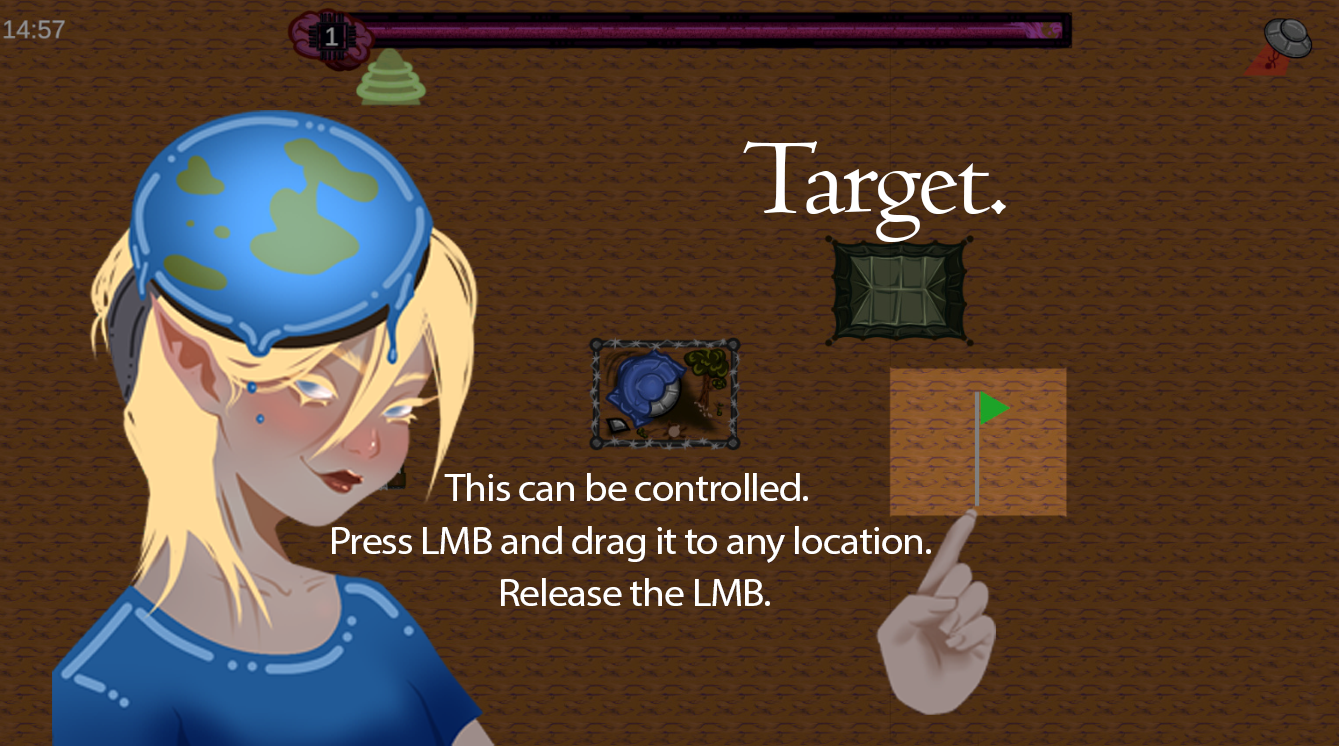 14:57
1
Target.
This can be controlled.
Press LMB and drag it to any location.
Release the LMB.